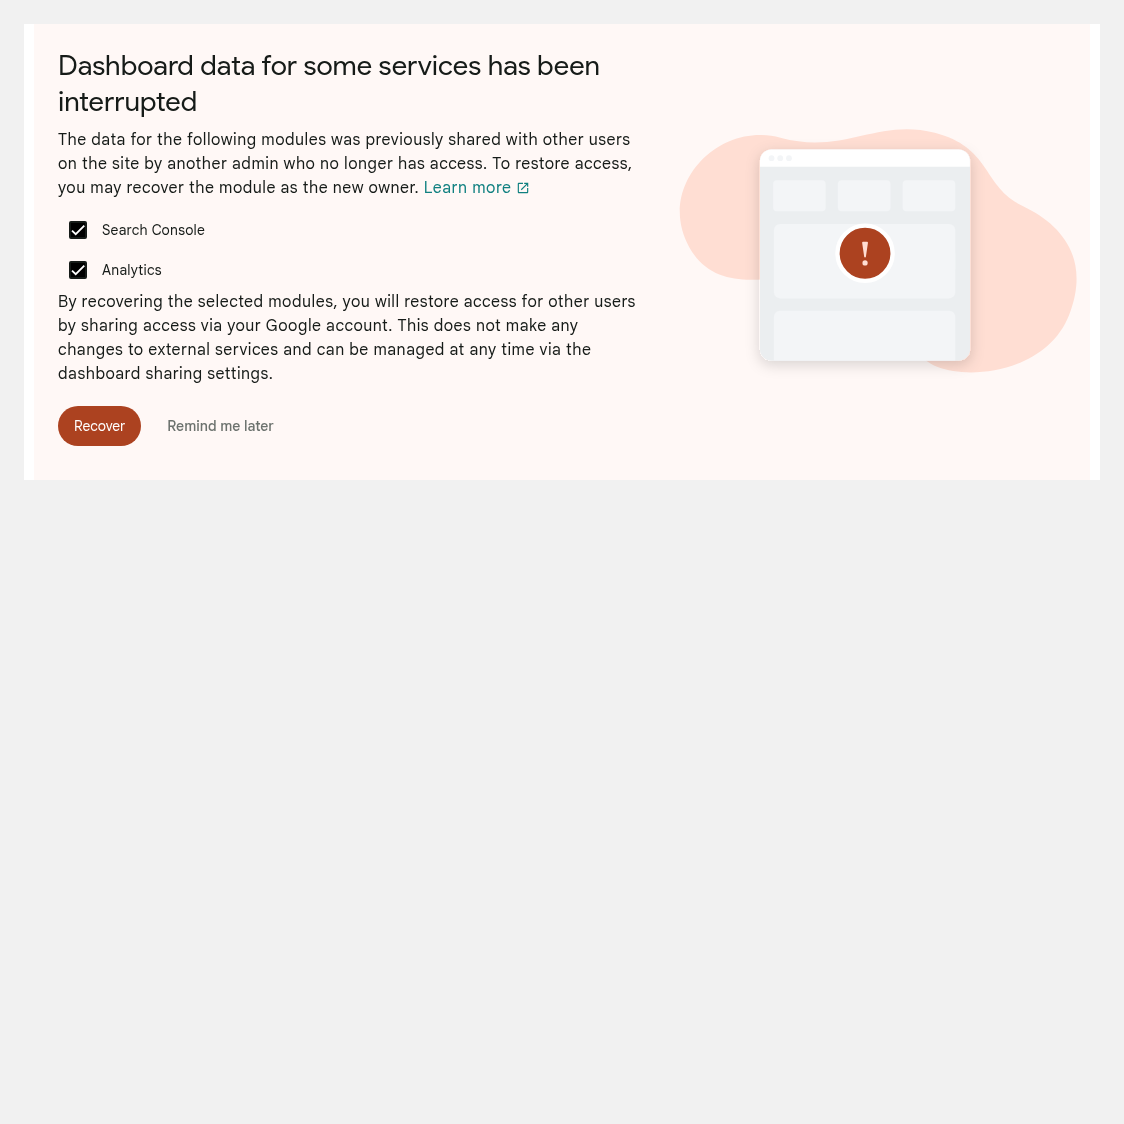 Dashboard data for some services has been
interrupted
The data for the following modules was previously shared with other users
on the site by another admin who no longer has access. To restore access,
you may recover the module as the new owner. Learn more
Search Console
Analytics
By recovering the selected modules, you will restore access for other users
by sharing access via your Google account. This does not make any
changes to external services and can be managed at any time via the
dashboard sharing settings.
Recover Remind me later